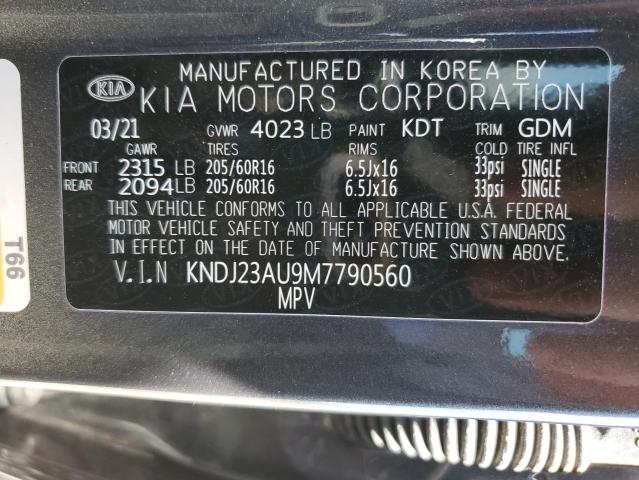 KIA
MANUFACTURED IN KOREA BY
KIA MOTORS CORPORATION
03/21 GVWR 4023 LB PAINT KDT TRIM GDM
GAWR TIRES RIMS COLD TIRE INFL
FRONT 2315 LB 205/60R16 6.5Jx16 33psi SINGLE
REAR 2094 LB 205/60R16 6.5Jx16 33psi SINGLE
THIS VEHICLE CONFORMS TO ALL APPLICABLE U.S.A. FEDERAL
MOTOR VEHICLE SAFETY AND THEFT PREVENTION STANDARDS
IN EFFECT ON THE DATE OF MANUFACTURE SHOWN ABOVE.
V.I.N KNDJ23AU9M7790560
MPV
T66